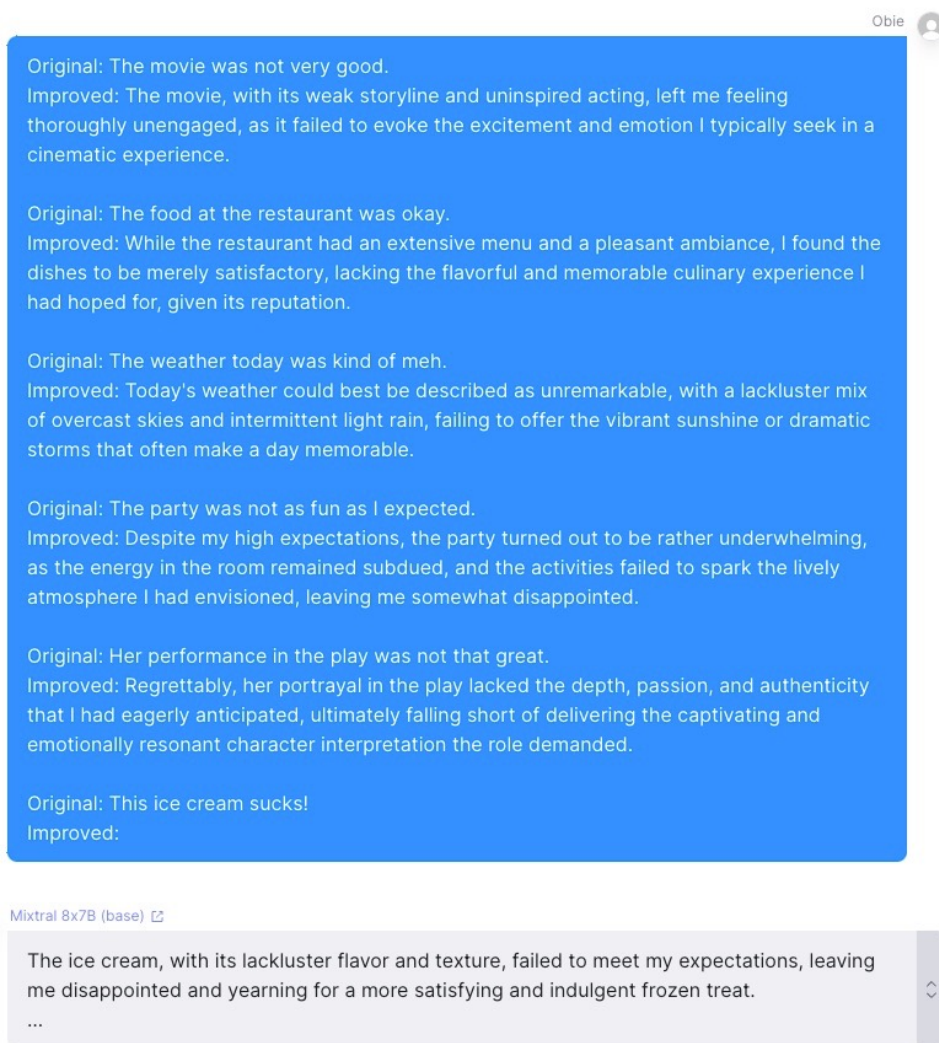 Obie
Original: The movie was not very good.
Improved: The movie, with its weak storyline and uninspired acting, left me feeling
thoroughly unengaged, as it failed to evoke the excitement and emotion I typically seek in a
cinematic experience.
Original: The food at the restaurant was okay.
Improved: While the restaurant had an extensive menu and a pleasant ambiance, I found the
dishes to be merely satisfactory, lacking the flavorful and memorable culinary experience I
had hoped for, given its reputation.
Original: The weather today was kind of meh.
Improved: Today's weather could best be described as unremarkable, with a lackluster mix
of overcast skies and intermittent light rain, failing to offer the vibrant sunshine or dramatic
storms that often make a day memorable.
Original: The party was not as fun as I expected.
Improved: Despite my high expectations, the party turned out to be rather underwhelming,
as the energy in the room remained subdued, and the activities failed to spark the lively
atmosphere I had envisioned, leaving me somewhat disappointed.
Original: Her performance in the play was not that great.
Improved: Regrettably, her portrayal in the play lacked the depth, passion, and authenticity
that I had eagerly anticipated, ultimately falling short of delivering the captivating and
emotionally resonant character interpretation the role demanded.
Original: This ice cream sucks!
Improved:
Mixtral 8x7B (base)
The ice cream, with its lackluster flavor and texture, failed to meet my expectations, leaving
me disappointed and yearning for a more satisfying and indulgent frozen treat.
...